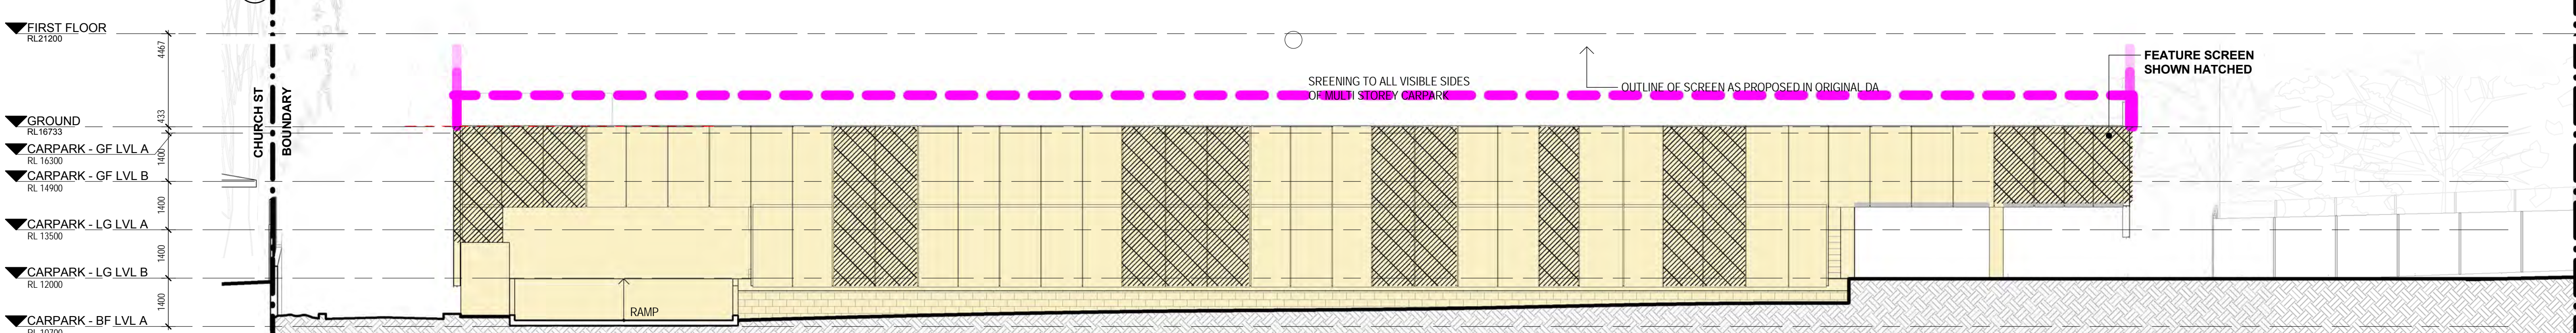 FIRST FLOOR
RL21200
4467
GROUND
RL16733
433
CARPARK - GF LVL A
RL 16300
1400
CARPARK - GF LVL B
RL 14900
1400
CARPARK - LG LVL A
RL 13500
1400
CARPARK - LG LVL B
RL 12000
1400
CARPARK - BF LVL A
CHURCH ST
BOUNDARY
SREENING TO ALL VISIBLE SIDES
OF MULTI STOREY CARPARK
OUTLINE OF SCREEN AS PROPOSED IN ORIGINAL DA
FEATURE SCREEN
SHOWN HATCHED
RAMP